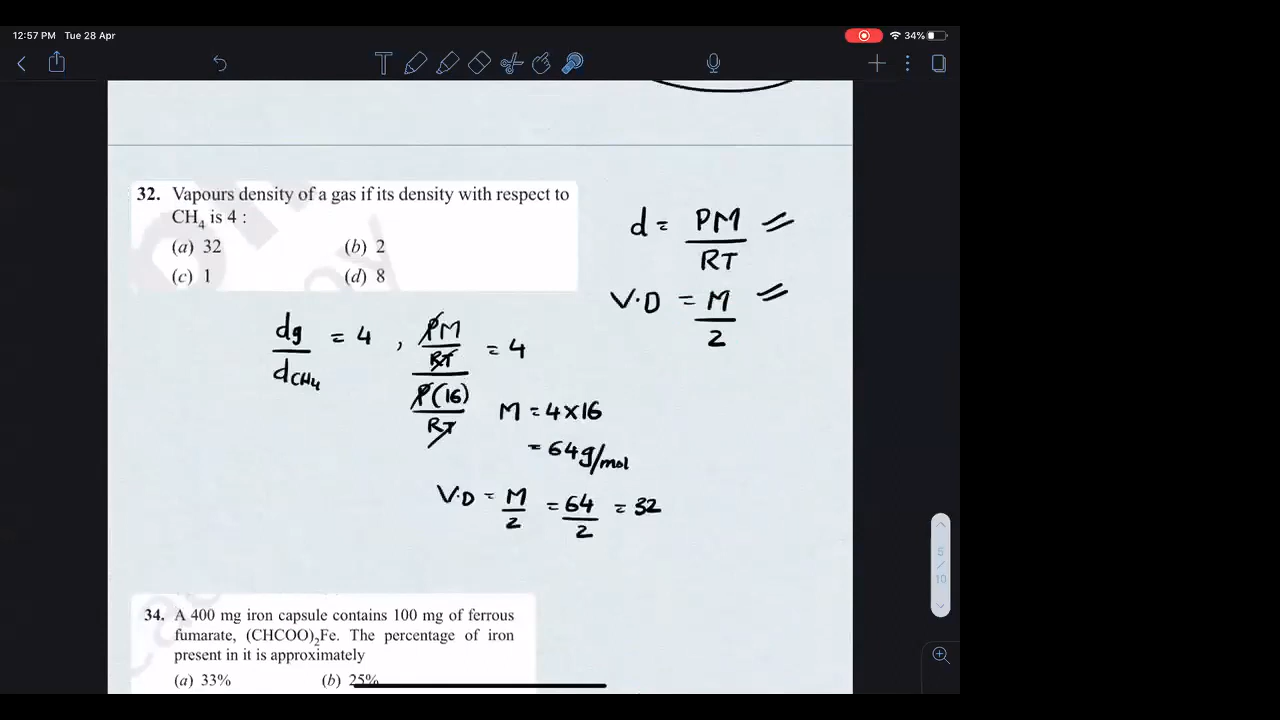 12:57 PM Tue 28 Apr
34%
32. Vapours density of a gas if its density with respect to
CH₄ is 4 :
(a) 32 (b) 2
(c) 1 (d) 8
d = PM/RT
V.D = M/2
dg/dCH₄ = 4 , (PM/RT)/(P(16)/RT) = 4
M = 4×16
= 64g/mol
V.D = M/2 = 64/2 = 32
5
/
10
34. A 400 mg iron capsule contains 100 mg of ferrous
fumarate, (CHCOO)₂Fe. The percentage of iron
present in it is approximately
(a) 33% (b) 25%